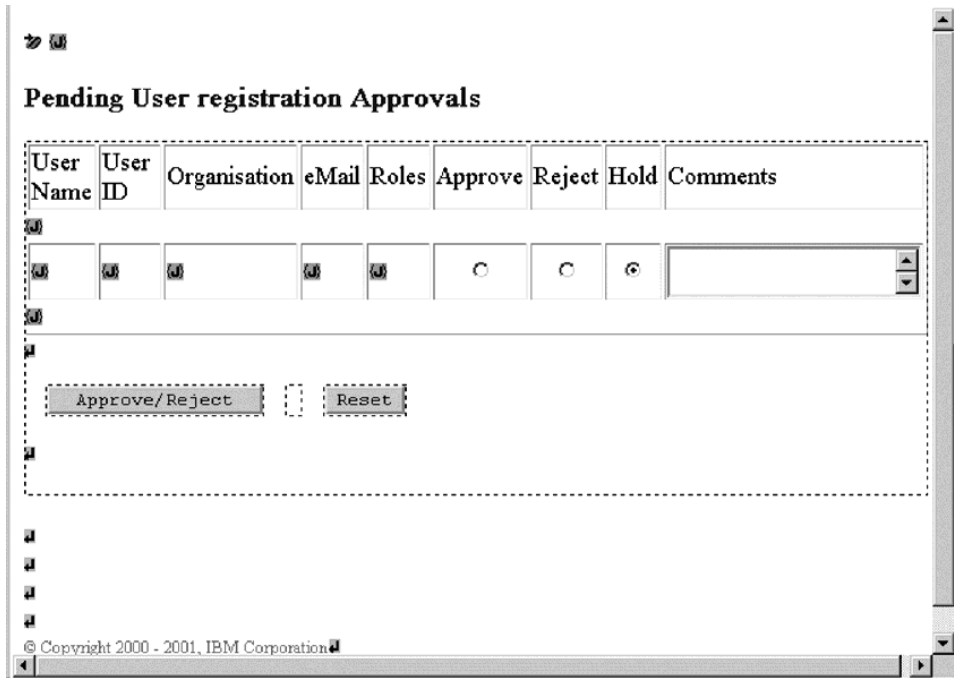 {J}
Pending User registration Approvals
User Name User ID Organisation eMail Roles Approve Reject Hold Comments
{J}
{J} {J} {J} {J} {J}
{J}
Approve/Reject Reset
© Copyright 2000 - 2001, IBM Corporation